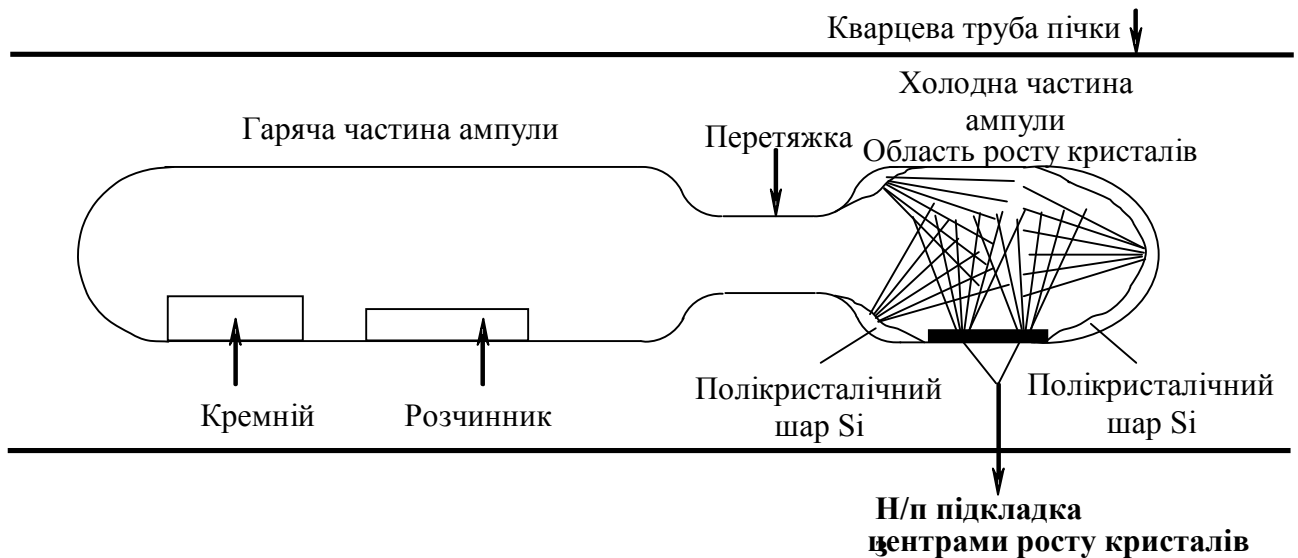 Кварцева труба пічки
Холодна частина
ампули
Гаряча частина ампули
Перетяжка
Область росту кристалів
Кремній
Розчинник
Полікристалічний
шар Si
Полікристалічний
шар Si
Н/п підкладка
з центрами росту кристалів